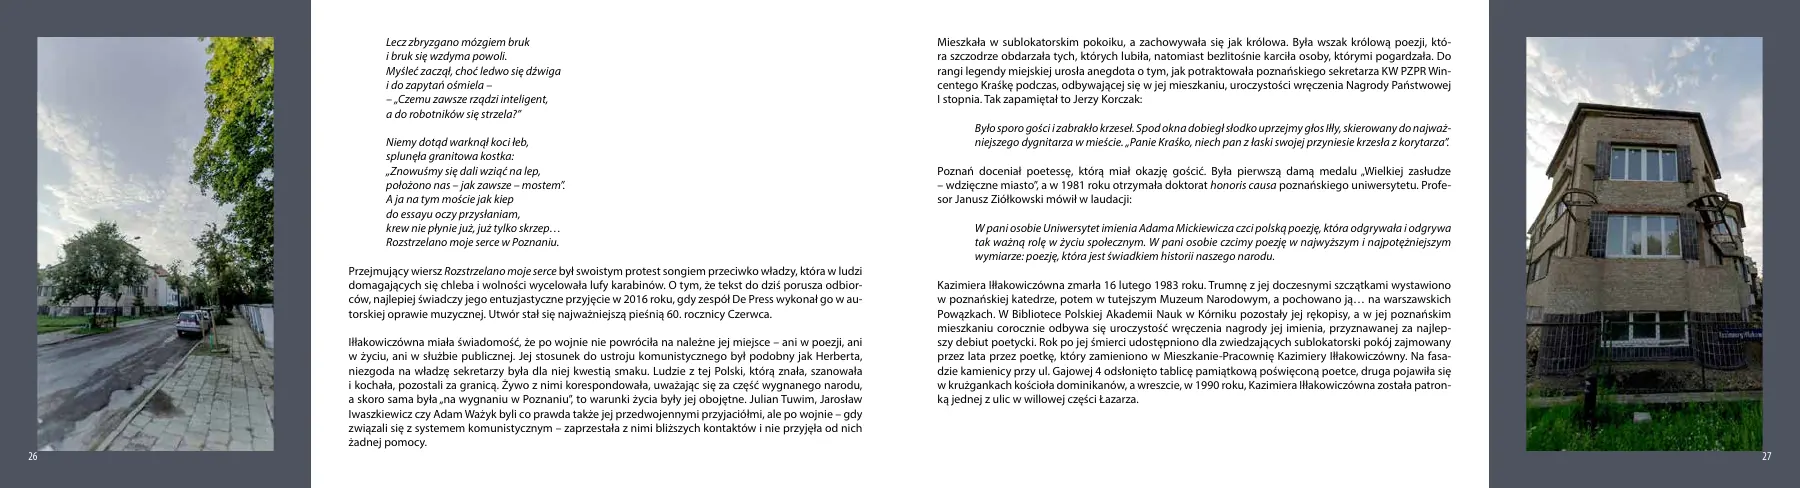 Lecz zbryzgano mózgiem bruk
i bruk się wzdyma powoli.
Myśleć zaczął, choć ledwo się dźwiga
i do zapytań ośmiela –
– „Czemu zawsze rządzi inteligent,
a do robotników się strzela?”
Niemy dotąd warknął koci łeb,
splunęła granitowa kostka:
„Znowuśmy się dali wziąć na lep,
położono nas – jak zawsze – mostem”.
A ja na tym moście jak kiep
do essayu oczy przysłaniam,
krew nie płynie już, już tylko skrzep…
Rozstrzelano moje serce w Poznaniu.
Przejmujący wiersz Rozstrzelano moje serce był swoistym protest songiem przeciwko władzy, która w ludzi
domagających się chleba i wolności wycelowała lufy karabinów. O tym, że tekst do dziś porusza odbior-
ców, najlepiej świadczy jego entuzjastyczne przyjęcie w 2016 roku, gdy zespół De Press wykonał go w au-
torskiej oprawie muzycznej. Utwór stał się najważniejszą pieśnią 60. rocznicy Czerwca.
Iłłakowiczówna miała świadomość, że po wojnie nie powróciła na należne jej miejsce – ani w poezji, ani
w życiu, ani w służbie publicznej. Jej stosunek do ustroju komunistycznego był podobny jak Herberta,
niezgoda na władzę sekretarzy była dla niej kwestią smaku. Ludzie z tej Polski, którą znała, szanowała
i kochała, pozostali za granicą. Żywo z nimi korespondowała, uważając się za część wygnanego narodu,
a skoro sama była „na wygnaniu w Poznaniu”, to warunki życia były jej obojętne. Julian Tuwim, Jarosław
Iwaszkiewicz czy Adam Ważyk byli co prawda także jej przedwojennymi przyjaciółmi, ale po wojnie – gdy
związali się z systemem komunistycznym – zaprzestała z nimi bliższych kontaktów i nie przyjęła od nich
żadnej pomocy.
26
Mieszkała w sublokatorskim pokoiku, a zachowywała się jak królowa. Była wszak królową poezji, któ-
ra szczodrze obdarzała tych, których lubiła, natomiast bezlitośnie karciła osoby, którymi pogardzała. Do
rangi legendy miejskiej urosła anegdota o tym, jak potraktowała poznańskiego sekretarza KW PZPR Win-
centego Kraśkę podczas, odbywającej się w jej mieszkaniu, uroczystości wręczenia Nagrody Państwowej
I stopnia. Tak zapamiętał to Jerzy Korczak:
Było sporo gości i zabrakło krzeseł. Spod okna dobiegł słodko uprzejmy głos Iłły, skierowany do najważ-
niejszego dygnitarza w mieście. „Panie Kraśko, niech pan z łaski swojej przyniesie krzesła z korytarza”.
Poznań doceniał poetessę, którą miał okazję gościć. Była pierwszą damą medalu „Wielkiej zasłudze
– wdzięczne miasto”, a w 1981 roku otrzymała doktorat honoris causa poznańskiego uniwersytetu. Profe-
sor Janusz Ziółkowski mówił w laudacji:
W pani osobie Uniwersytet imienia Adama Mickiewicza czci polską poezję, która odgrywała i odgrywa
tak ważną rolę w życiu społecznym. W pani osobie czcimy poezję w najwyższym i najpotężniejszym
wymiarze: poezję, która jest świadkiem historii naszego narodu.
Kazimiera Iłłakowiczówna zmarła 16 lutego 1983 roku. Trumnę z jej doczesnymi szczątkami wystawiono
w poznańskiej katedrze, potem w tutejszym Muzeum Narodowym, a pochowano ją… na warszawskich
Powązkach. W Bibliotece Polskiej Akademii Nauk w Kórniku pozostały jej rękopisy, a w jej poznańskim
mieszkaniu corocznie odbywa się uroczystość wręczenia nagrody jej imienia, przyznawanej za najlep-
szy debiut poetycki. Rok po jej śmierci udostępniono dla zwiedzających sublokatorski pokój zajmowany
przez lata przez poetkę, który zamieniono w Mieszkanie-Pracownię Kazimiery Iłłakowiczówny. Na fasa-
dzie kamienicy przy ul. Gajowej 4 odsłonięto tablicę pamiątkową poświęconą poetce, druga pojawiła się
w krużgankach kościoła dominikanów, a wreszcie, w 1990 roku, Kazimiera Iłłakowiczówna została patron-
ką jednej z ulic w willowej części Łazarza.
27